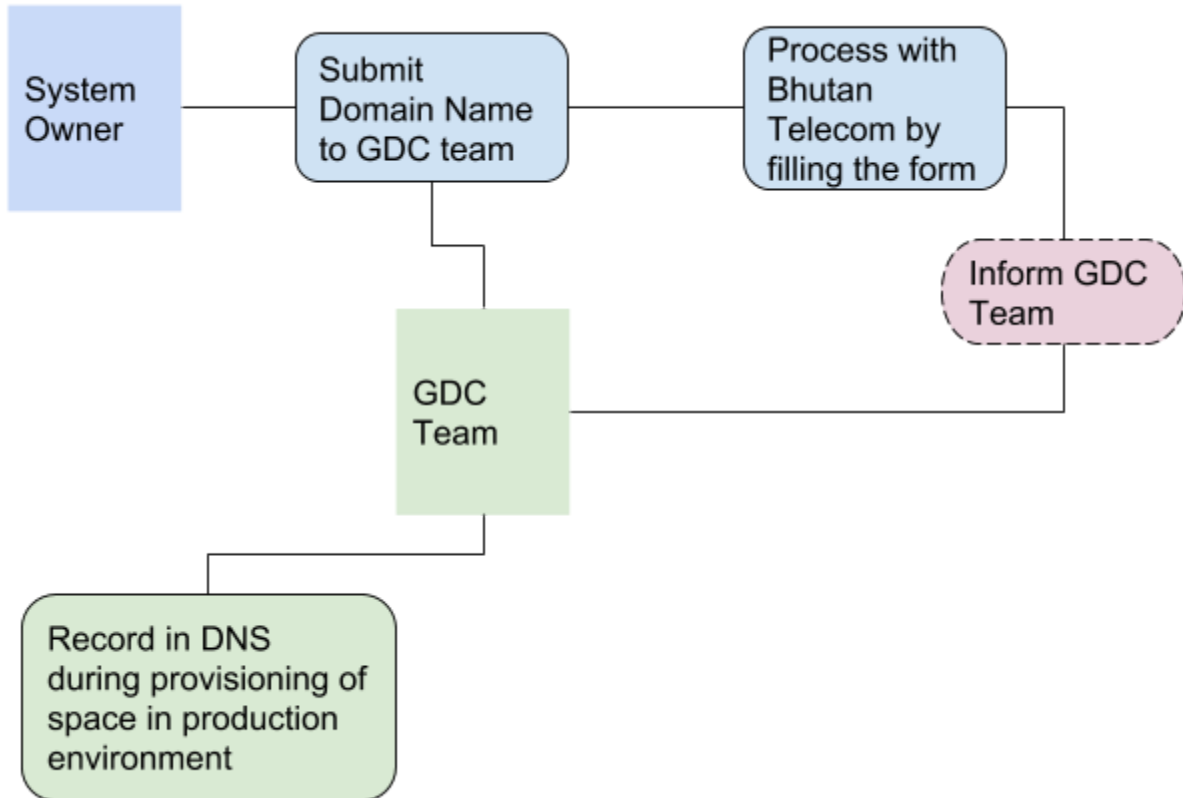 System
Owner
Submit
Domain Name
to GDC team
Process with
Bhutan
Telecom by
filling the form
Inform GDC
Team
GDC
Team
Record in DNS
during provisioning of
space in production
environment